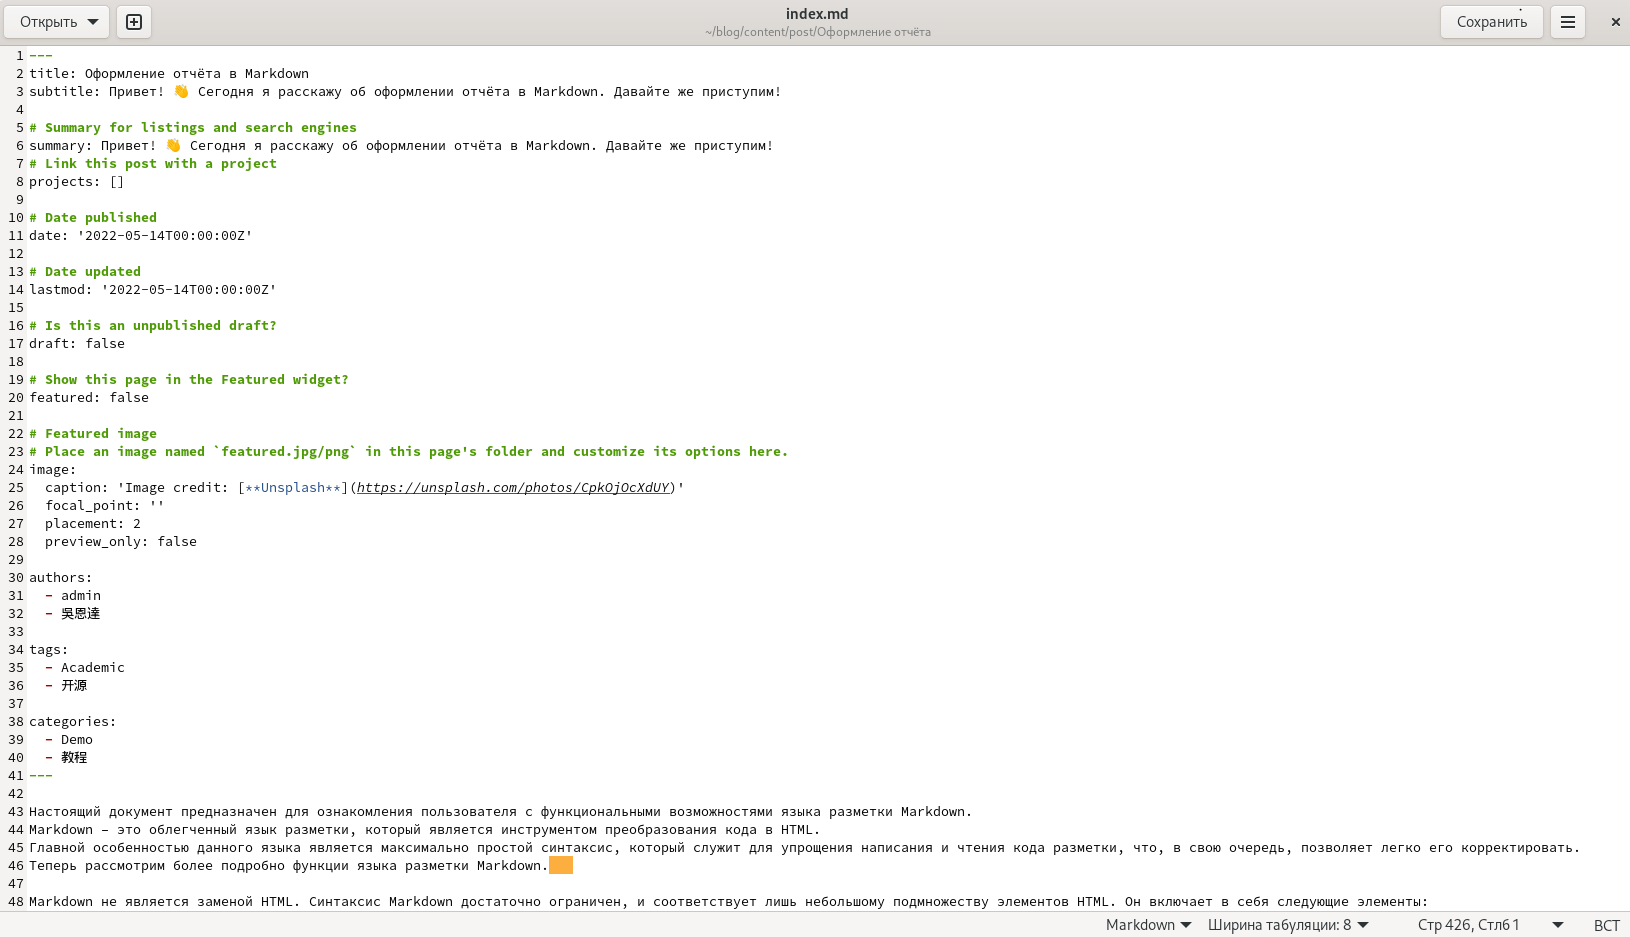 Открыть
index.md
~/blog/content/post/Оформление отчёта
Сохранить
1 ---
2 title: Оформление отчёта в Markdown
3 subtitle: Привет! 👋 Сегодня я расскажу об оформлении отчёта в Markdown. Давайте же приступим!
4
5 # Summary for listings and search engines
6 summary: Привет! 👋 Сегодня я расскажу об оформлении отчёта в Markdown. Давайте же приступим!
7 # Link this post with a project
8 projects: []
9
10 # Date published
11 date: '2022-05-14T00:00:00Z'
12
13 # Date updated
14 lastmod: '2022-05-14T00:00:00Z'
15
16 # Is this an unpublished draft?
17 draft: false
18
19 # Show this page in the Featured widget?
20 featured: false
21
22 # Featured image
23 # Place an image named `featured.jpg/png` in this page's folder and customize its options here.
24 image:
25   caption: 'Image credit: [**Unsplash**](https://unsplash.com/photos/CpkOjOcXdUY)'
26   focal_point: ''
27   placement: 2
28   preview_only: false
29
30 authors:
31   - admin
32   - 吳恩達
33
34 tags:
35   - Academic
36   - 开源
37
38 categories:
39   - Demo
40   - 教程
41 ---
42
43 Настоящий документ предназначен для ознакомления пользователя с функциональными возможностями языка разметки Markdown.
44 Markdown – это облегченный язык разметки, который является инструментом преобразования кода в HTML.
45 Главной особенностью данного языка является максимально простой синтаксис, который служит для упрощения написания и чтения кода разметки, что, в свою очередь, позволяет легко его корректировать.
46 Теперь рассмотрим более подробно функции языка разметки Markdown.
47
48 Markdown не является заменой HTML. Синтаксис Markdown достаточно ограничен, и соответствует лишь небольшому подмножеству элементов HTML. Он включает в себя следующие элементы:
Markdown Ширина табуляции: 8 Стр 426, Стлб 1 ВСТ